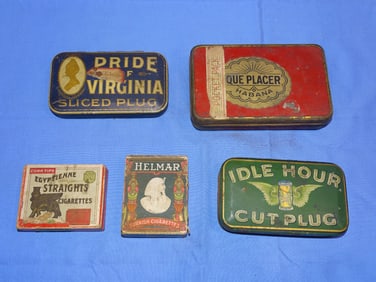 PRIDE
OF
VIRGINIA
SLICED PLUG
QUE PLACER
HABANA
CORK TIPS
EGYPTIENNE
STRAIGHTS
CIGARETTES
HELMAR
TURKISH CIGARETTES
IDLE HOUR
CUT PLUG